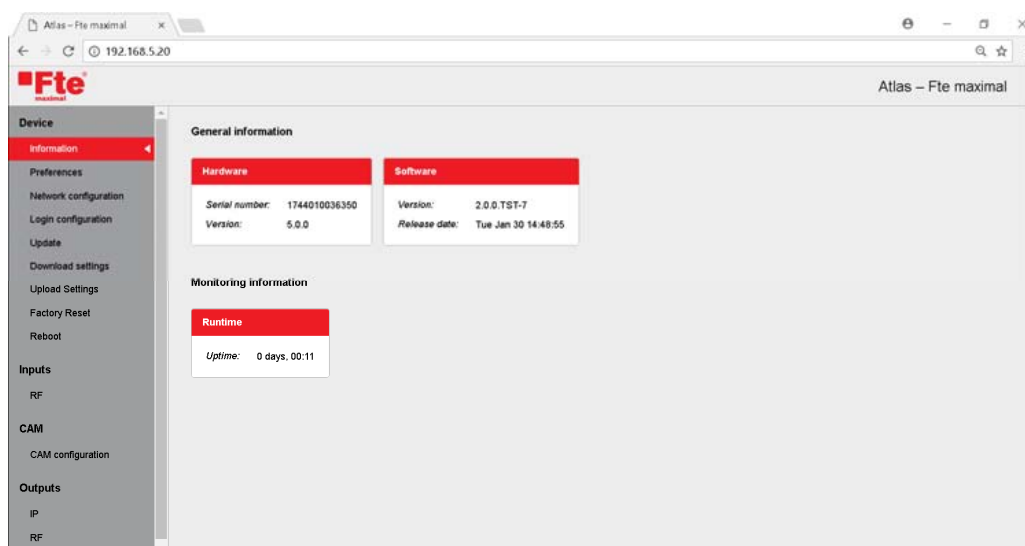 Atlas – Fte maximal
192.168.5.20
Fte
maximal
Atlas – Fte maximal
Device
Information
Preferences
Network configuration
Login configuration
Update
Download settings
Upload Settings
Factory Reset
Reboot
Inputs
RF
CAM
CAM configuration
Outputs
IP
RF
General information
Hardware
Serial number: 1744010036350
Version: 5.0.0
Software
Version: 2.0.0.TST-7
Release date: Tue Jan 30 14:48:55
Monitoring information
Runtime
Uptime: 0 days, 00:11